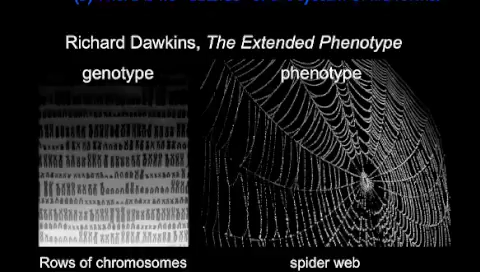 Richard Dawkins, The Extended Phenotype
genotype phenotype
Rows of chromosomes spider web